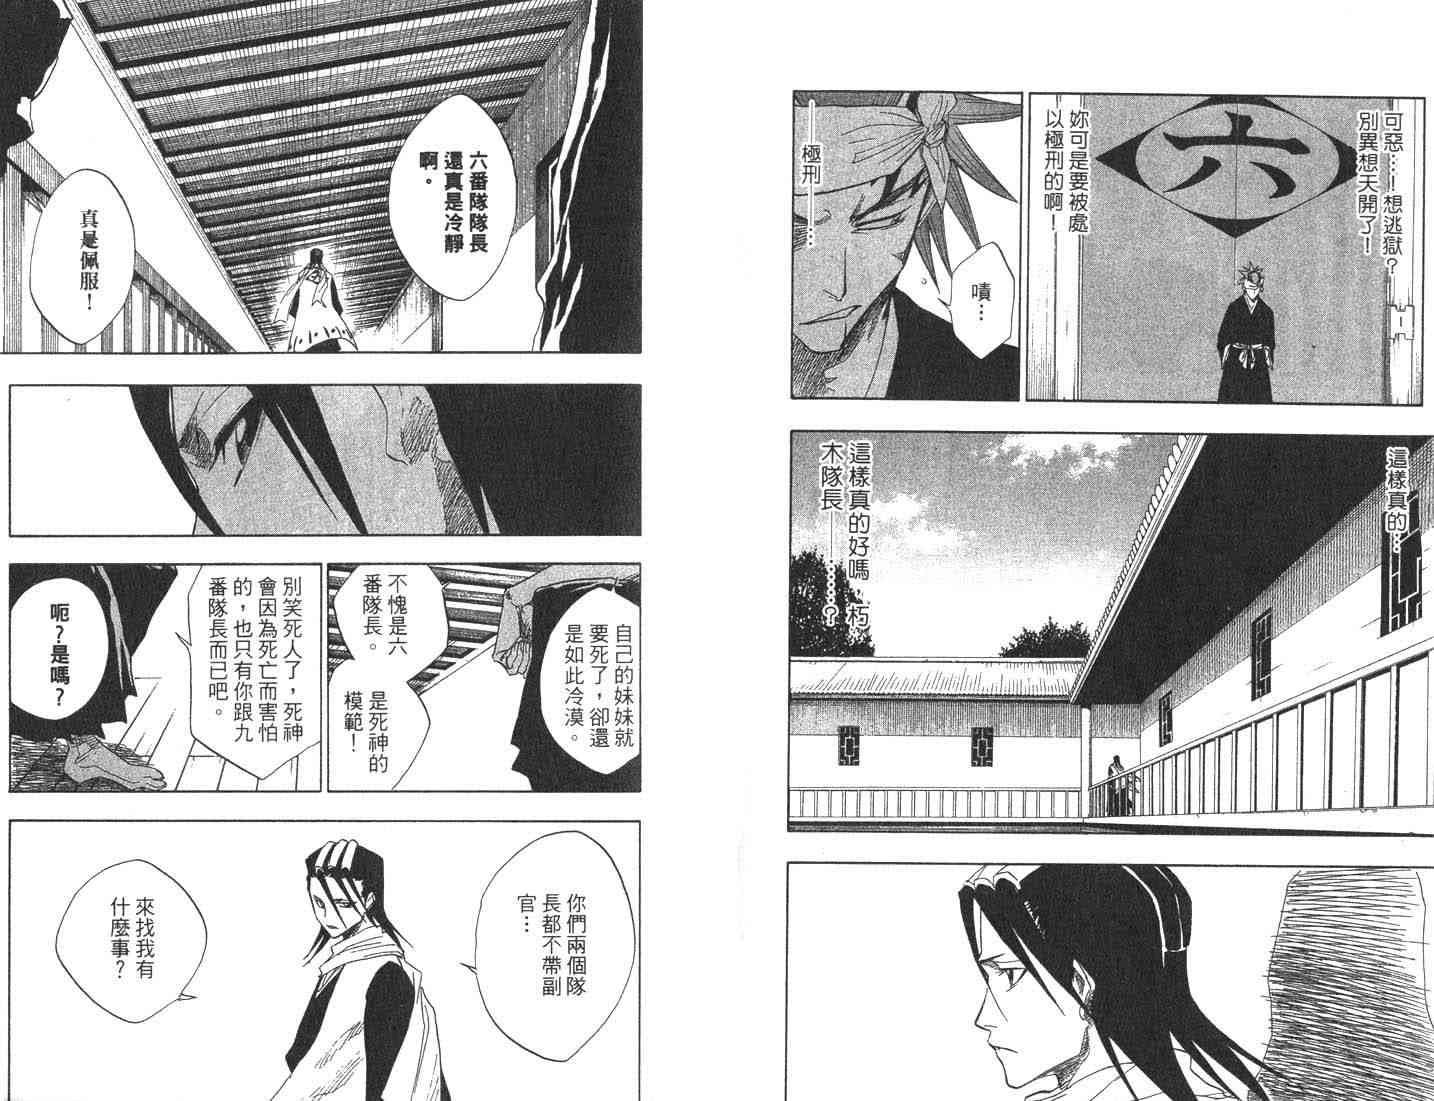 可惡…！想逃獄？
別異想天開了！
六
妳可是要被處
以極刑的啊！
嘖…
——極刑……
這樣真的…
這樣真的好嗎 朽
木隊長——……？
六番隊隊長
還真是冷靜
啊。
真是佩服！
自己的妹妹就
要死了，卻還
是如此冷漠。
不愧是六
番隊長。
是死神的
模範！
別笑死人了，死神
會因為死亡而害怕
的，也只有你跟九
番隊長而已吧。
呃？是嗎？
你們兩個隊
長都不帶副
官…
來找我有
什麼事？